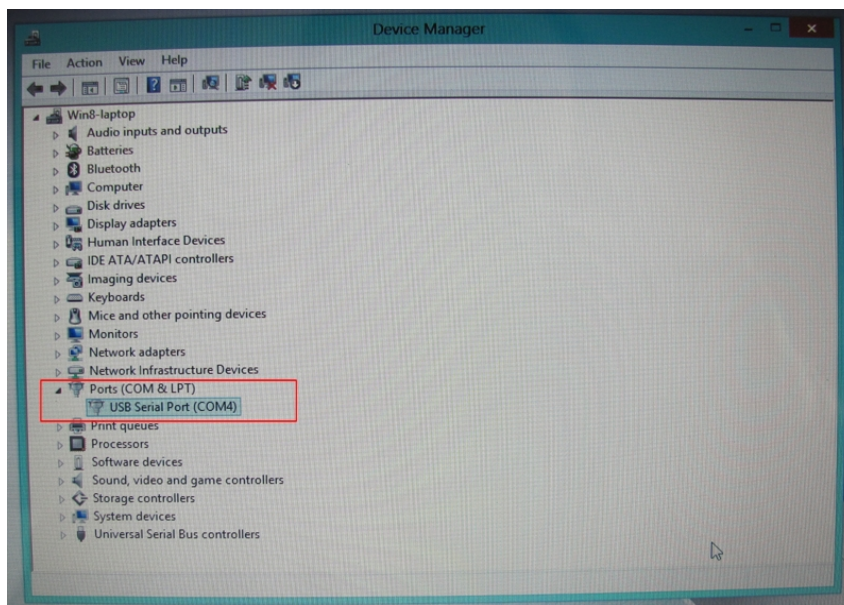 Device Manager
File Action View Help
Win8-laptop
Audio inputs and outputs
Batteries
Bluetooth
Computer
Disk drives
Display adapters
Human Interface Devices
IDE ATA/ATAPI controllers
Imaging devices
Keyboards
Mice and other pointing devices
Monitors
Network adapters
Network Infrastructure Devices
Ports (COM & LPT)
USB Serial Port (COM4)
Print queues
Processors
Software devices
Sound, video and game controllers
Storage controllers
System devices
Universal Serial Bus controllers